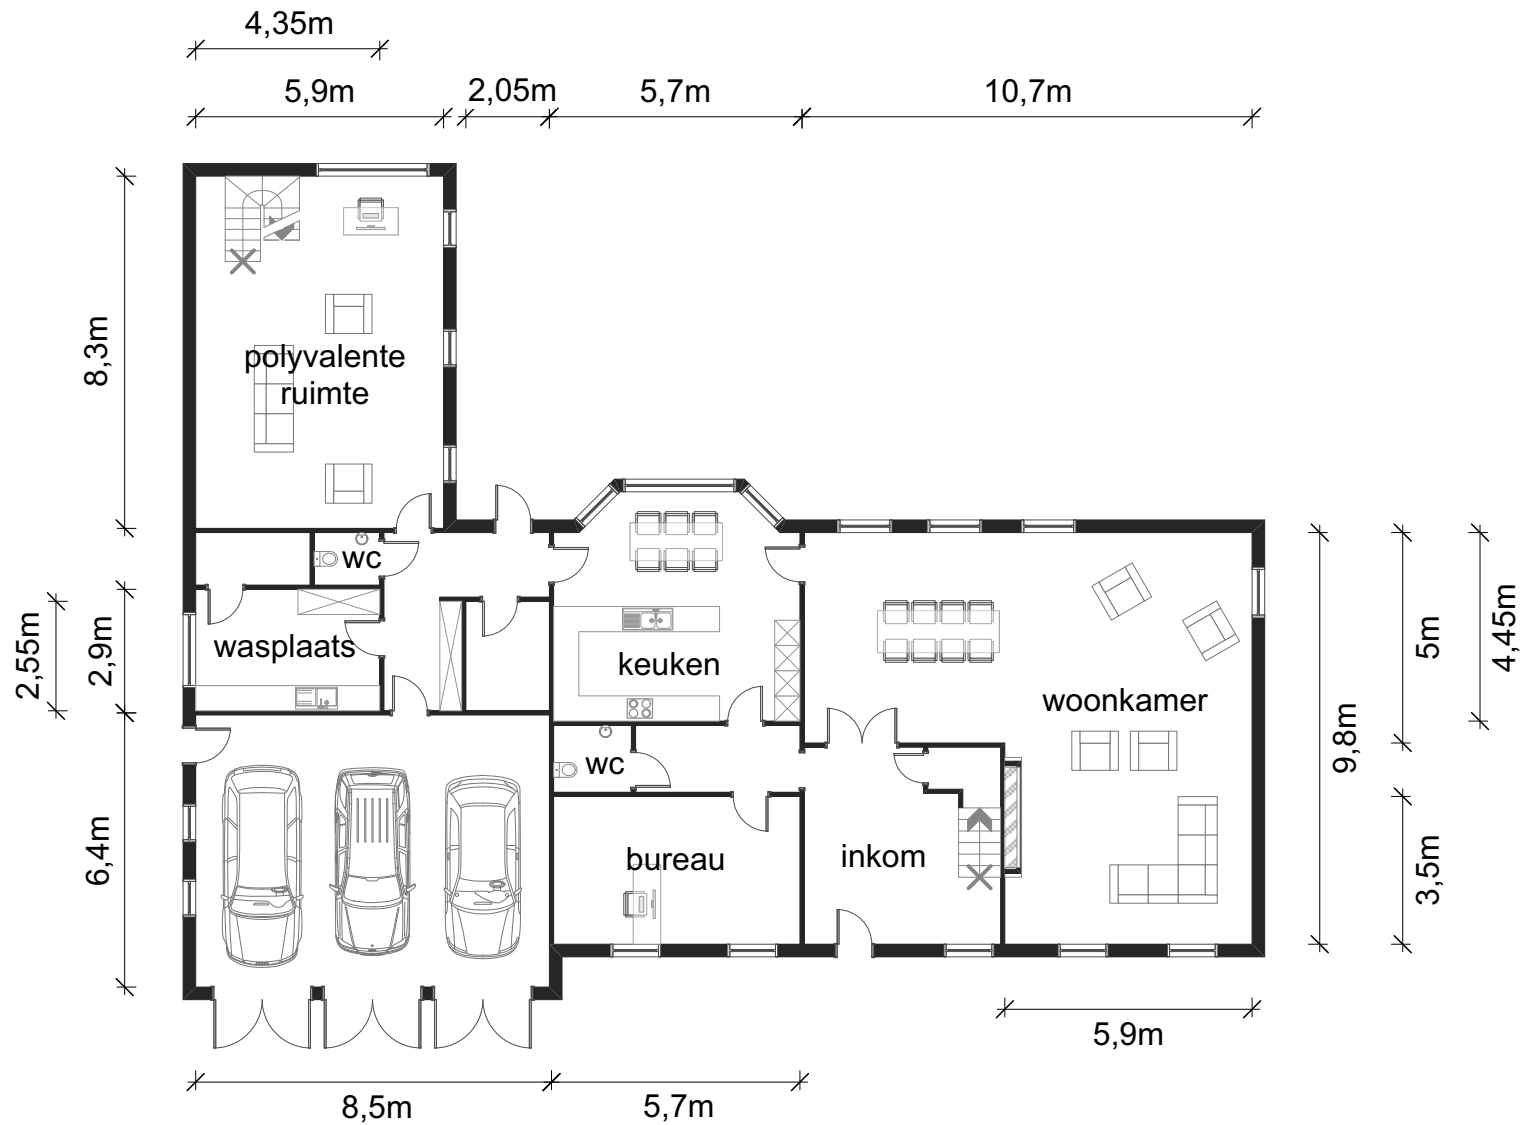 4,35m
5,9m
2,05m
5,7m
10,7m
8,3m
polyvalente
ruimte
wc
2,55m
2,9m
wasplaats
keuken
woonkamer
5m
4,45m
9,8m
wc
6,4m
bureau
inkom
3,5m
5,9m
8,5m
5,7m